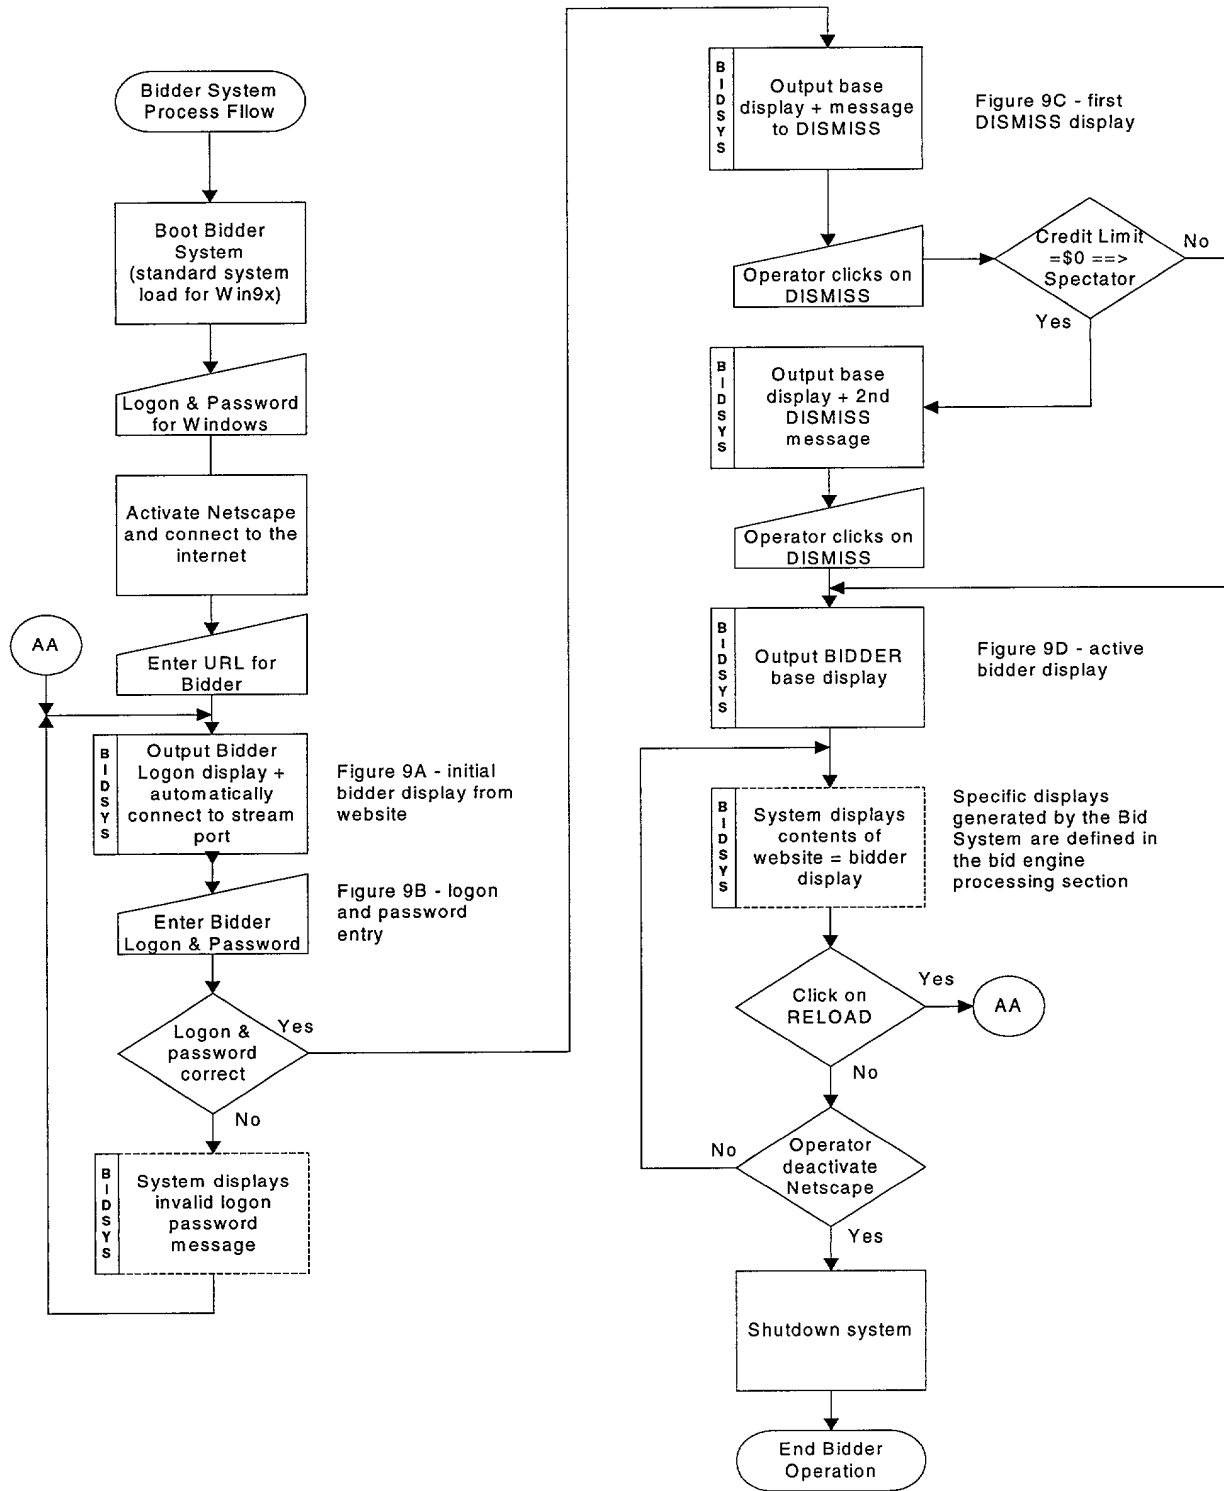 Bidder System
Process Fllow
Boot Bidder
System
(standard system
load for Win9x)
Logon & Password
for Windows
Activate Netscape
and connect to the
internet
AA
Enter URL for
Bidder
BIDSYS
Output Bidder
Logon display +
automatically
connect to stream
port
Figure 9A - initial
bidder display from
website
Enter Bidder
Logon & Password
Figure 9B - logon
and password
entry
Logon &
password
correct
Yes
No
BIDSYS
System displays
invalid logon
password
message
BIDSYS
Output base
display + message
to DISMISS
Figure 9C - first
DISMISS display
Operator clicks on
DISMISS
Credit Limit
=$0 ==>
Spectator
No
Yes
BIDSYS
Output base
display + 2nd
DISMISS
message
Operator clicks on
DISMISS
BIDSYS
Output BIDDER
base display
Figure 9D - active
bidder display
BIDSYS
System displays
contents of
website = bidder
display
Specific displays
generated by the Bid
System are defined in
the bid engine
processing section
Click on
RELOAD
Yes
AA
No
Operator
deactivate
Netscape
No
Yes
Shutdown system
End Bidder
Operation